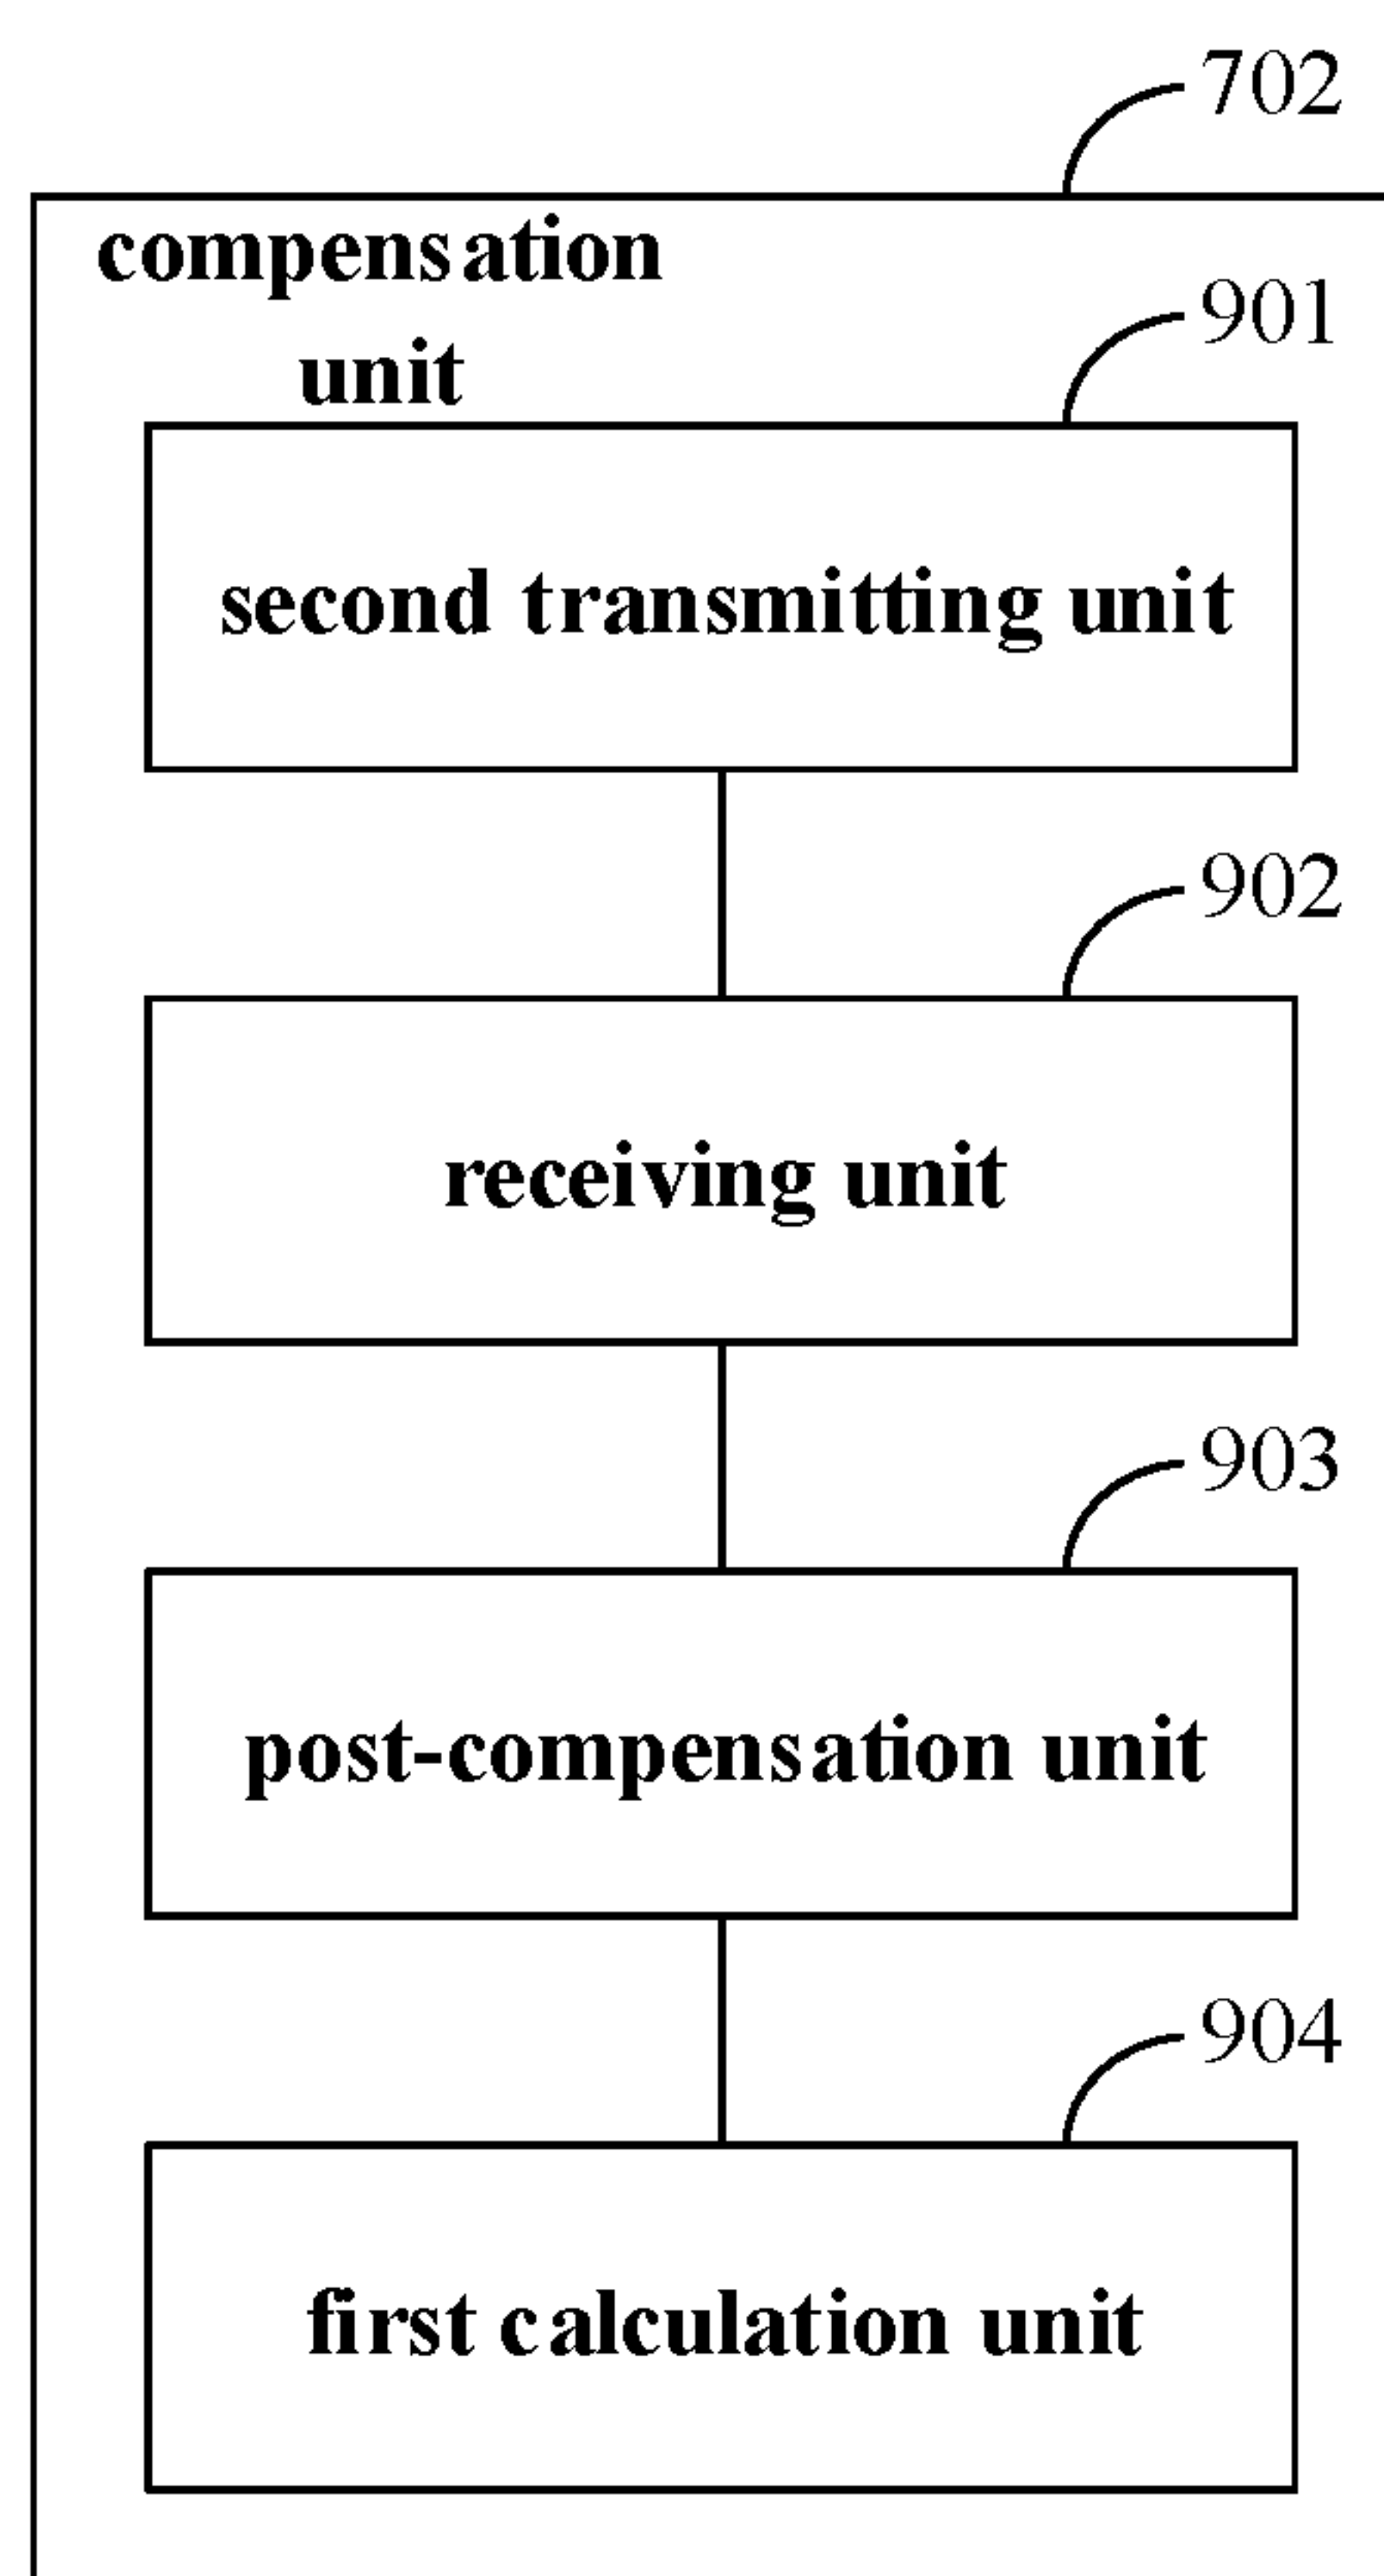 702
compensation
unit
901
second transmitting unit
902
receiving unit
903
post-compensation unit
904
first calculation unit